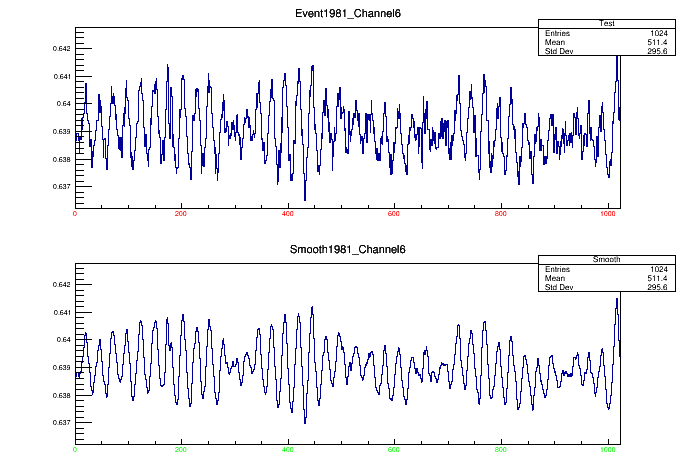 Event1981_Channel6
Test
Entries 1024
Mean 511.4
Std Dev 295.6
0.642
0.641
0.64
0.639
0.638
0.637
0 200 400 600 800 1000
Smooth1981_Channel6
Smooth
Entries 1024
Mean 511.4
Std Dev 295.6
0.642
0.641
0.64
0.639
0.638
0.637
0 200 400 600 800 1000